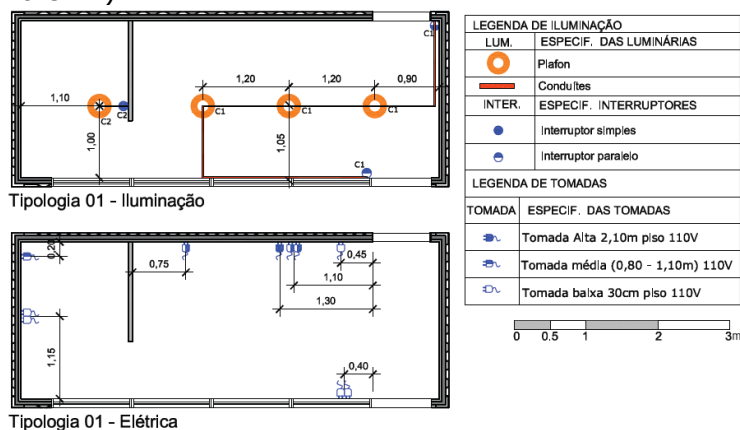 C1
1,20
1,20
0,90
1,10
C2
C2
C1
C1
C1
1,00
1,05
C1
Tipologia 01 - Iluminação
0,20
0,75
0,45
1,10
1,30
1,15
0,40
Tipologia 01 - Elétrica
LEGENDA DE ILUMINAÇÃO
LUM. ESPECIF. DAS LUMINÁRIAS
Plafon
Conduítes
INTER. ESPECIF. INTERRUPTORES
Interruptor simples
Interruptor paralelo
LEGENDA DE TOMADAS
TOMADA ESPECIF. DAS TOMADAS
Tomada Alta 2,10m piso 110V
Tomada média (0,80 - 1,10m) 110V
Tomada baixa 30cm piso 110V
0 0.5 1 2 3m